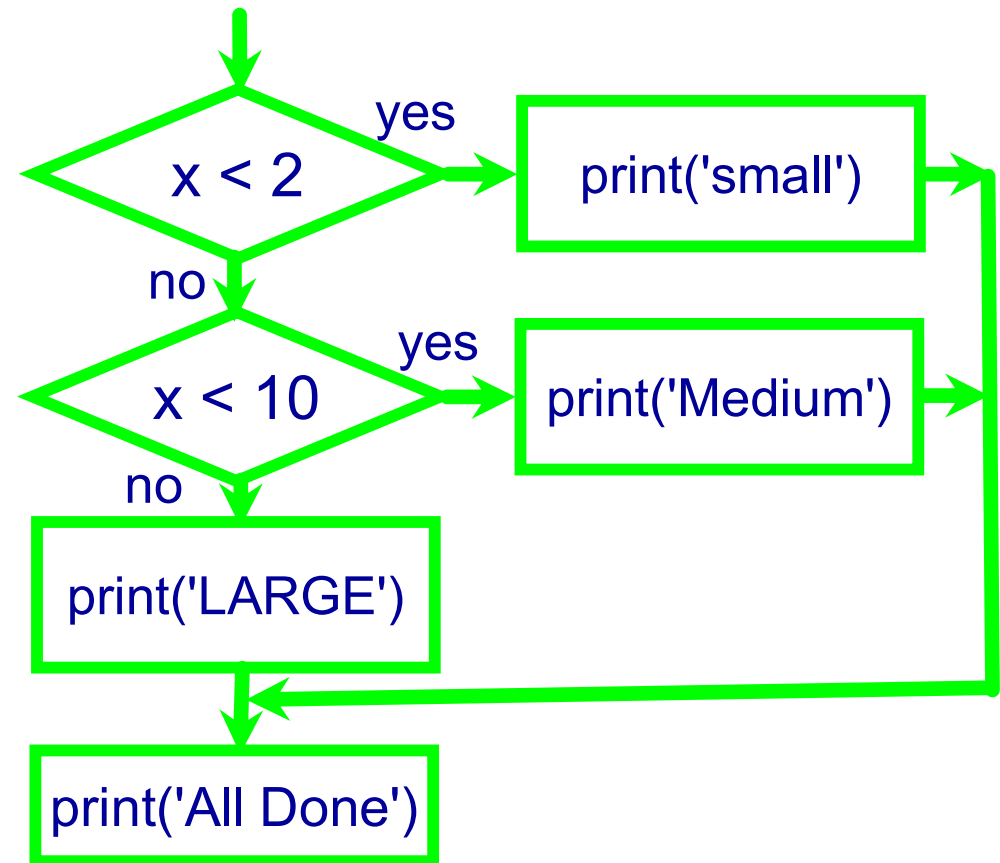 yes
x < 2
print('small')
no
yes
x < 10
print('Medium')
no
print('LARGE')
print('All Done')